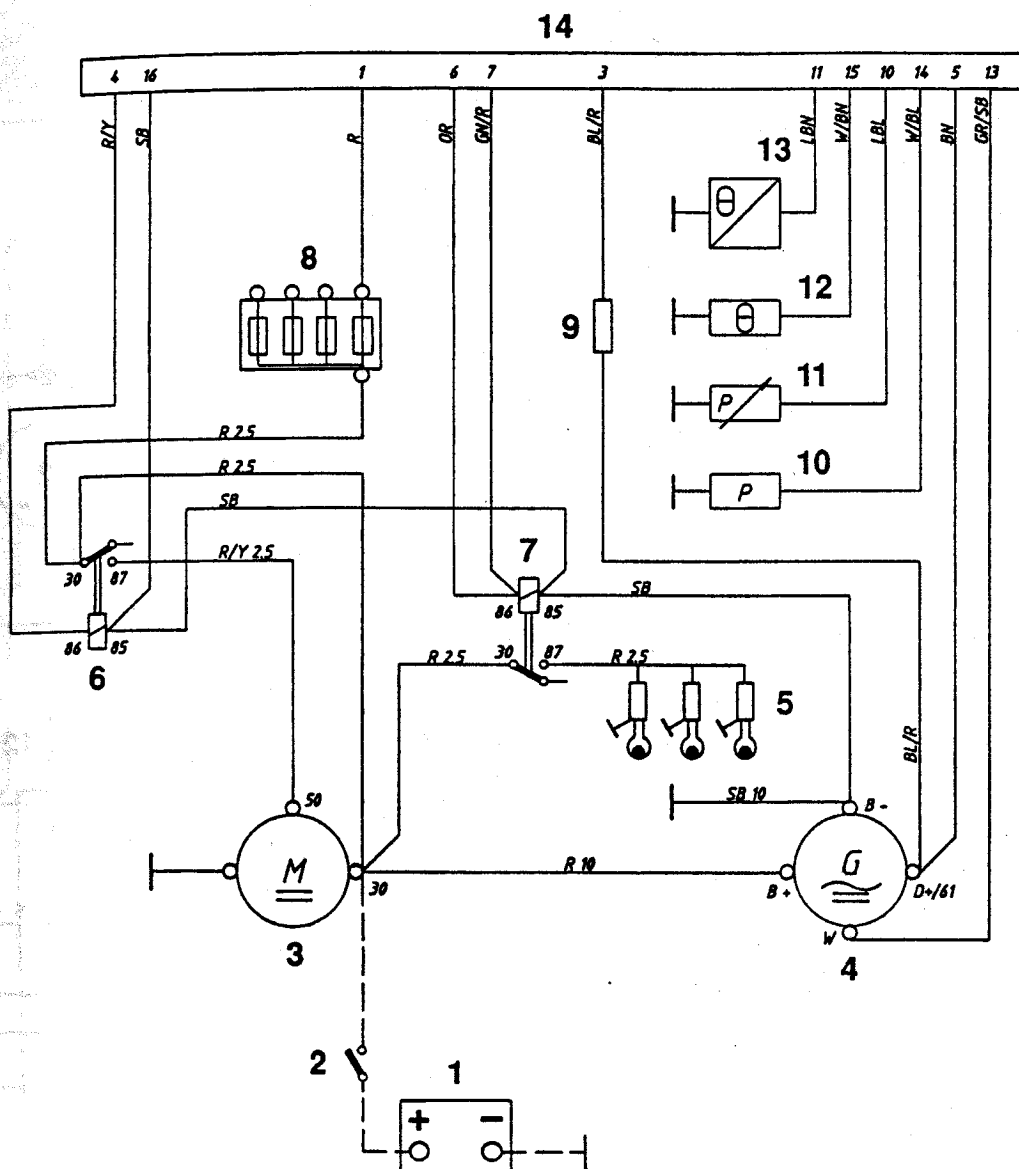 14
4 16 1 6 7 3 11 15 10 14 5 13
R/Y SB R OR GN/R BL/R LBN W/BN LBL W/BL BN GR/SB
13
8
12
9
11
P
R 2.5
10
R 2.5
P
SB
7
R/Y 2.5
30 87
SB
86 85
86 85
6
30 87
R 2.5 R 2.5
5
BL/R
50
SB 10
B -
M
G
R 10
30
B + D+/61
W
3
4
2
1
+ −